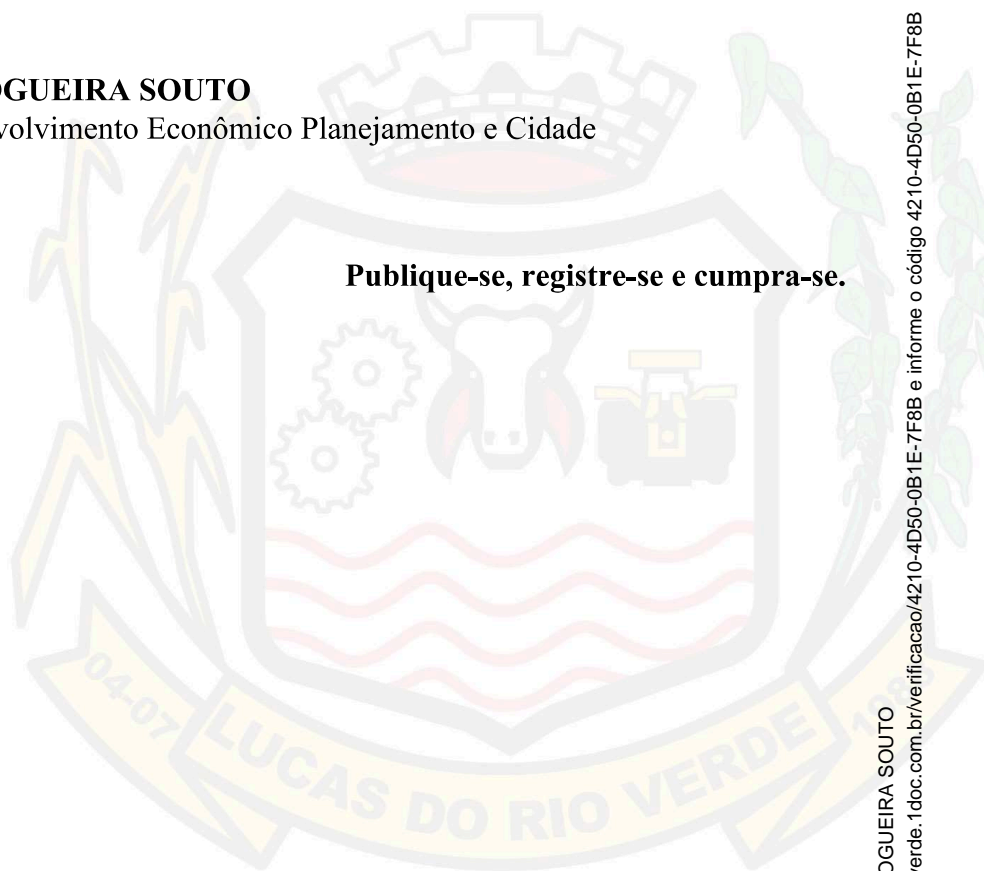 OGUEIRA SOUTO
volvimento Econômico Planejamento e Cidade
Publique-se, registre-se e cumpra-se.
04-07 LUCAS DO RIO VERDE 1988
OGUEIRA SOUTO
verde.1doc.com.br/verificacao/4210-4D50-0B1E-7F8B e informe o código 4210-4D50-0B1E-7F8B